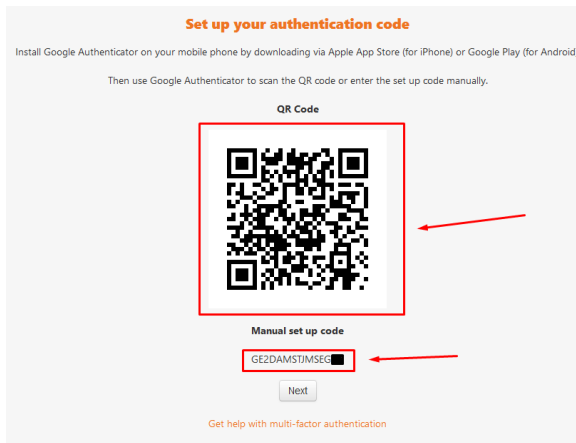 Set up your authentication code
Install Google Authenticator on your mobile phone by downloading via Apple App Store (for iPhone) or Google Play (for Android)
Then use Google Authenticator to scan the QR code or enter the set up code manually.
QR Code
Manual set up code
GE2DAMSTJMSEG
Next
Get help with multi-factor authentication